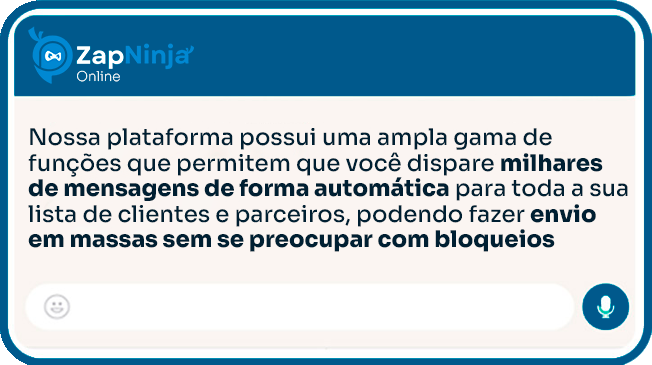 ZapNinja
Online
Nossa plataforma possui uma ampla gama de
funções que permitem que você dispare milhares
de mensagens de forma automática para toda a sua
lista de clientes e parceiros, podendo fazer envio
em massas sem se preocupar com bloqueios